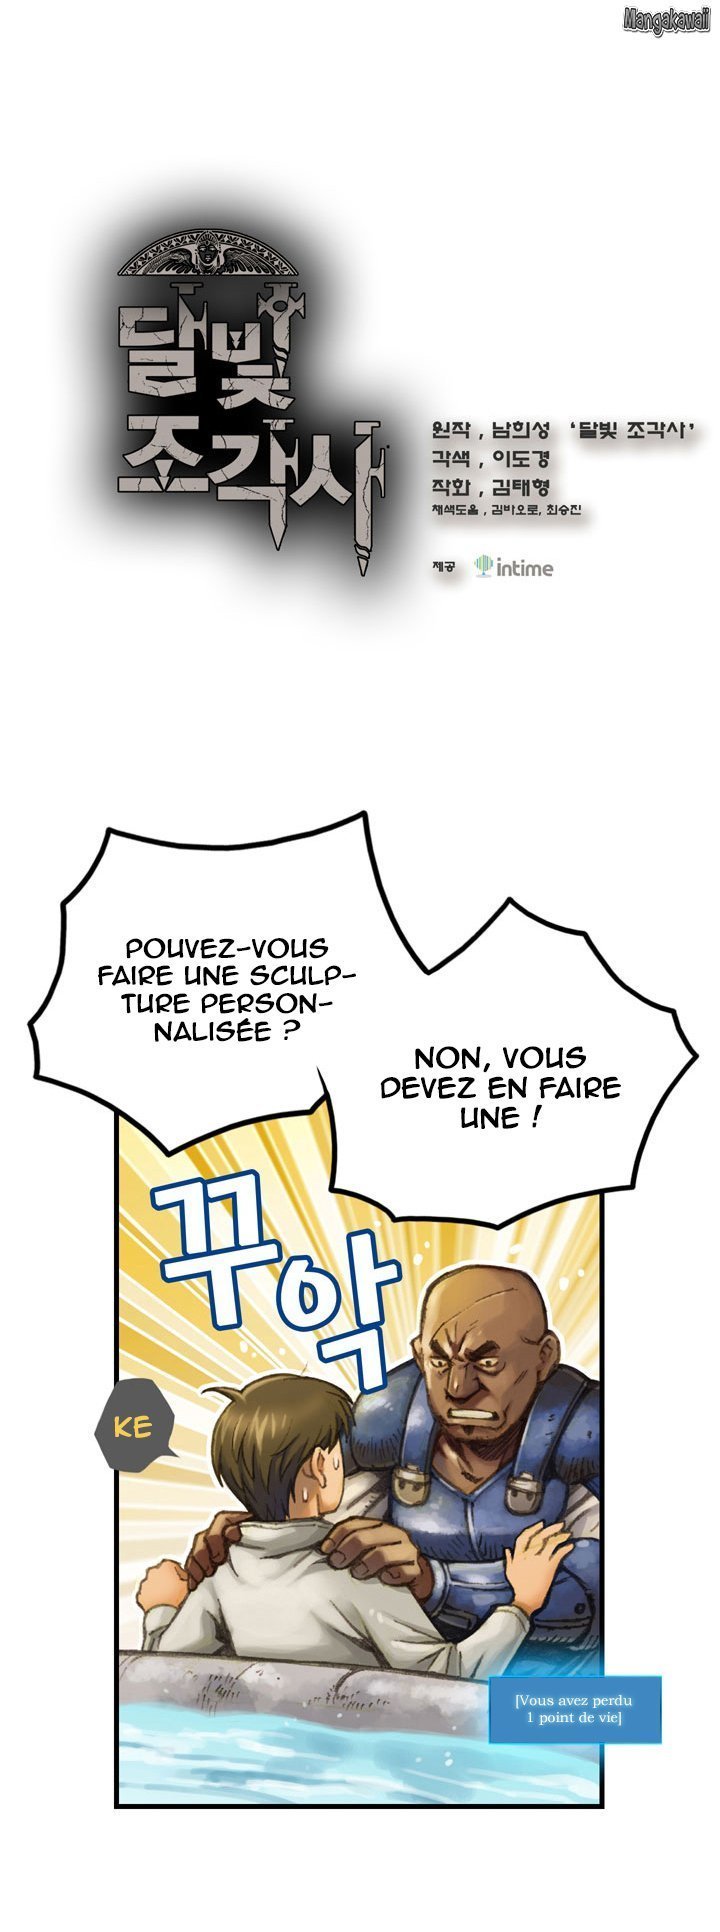 Mangakawaii
달빛
조각사
원작 , 남희성 '달빛 조각사'
각색 , 이도경
작화 , 김태형
채색도움 , 김바오로, 최승진
제공 intime
POUVEZ-VOUS
FAIRE UNE SCULP-
TURE PERSON-
NALISÉE ?
NON, VOUS
DEVEZ EN FAIRE
UNE !
꾸악
KE
[Vous avez perdu
1 point de vie]